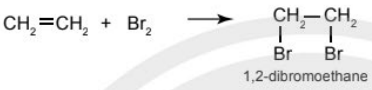 CH₂=CH₂ + Br₂ ⟶ CH₂—CH₂
Br Br
1,2-dibromoethane